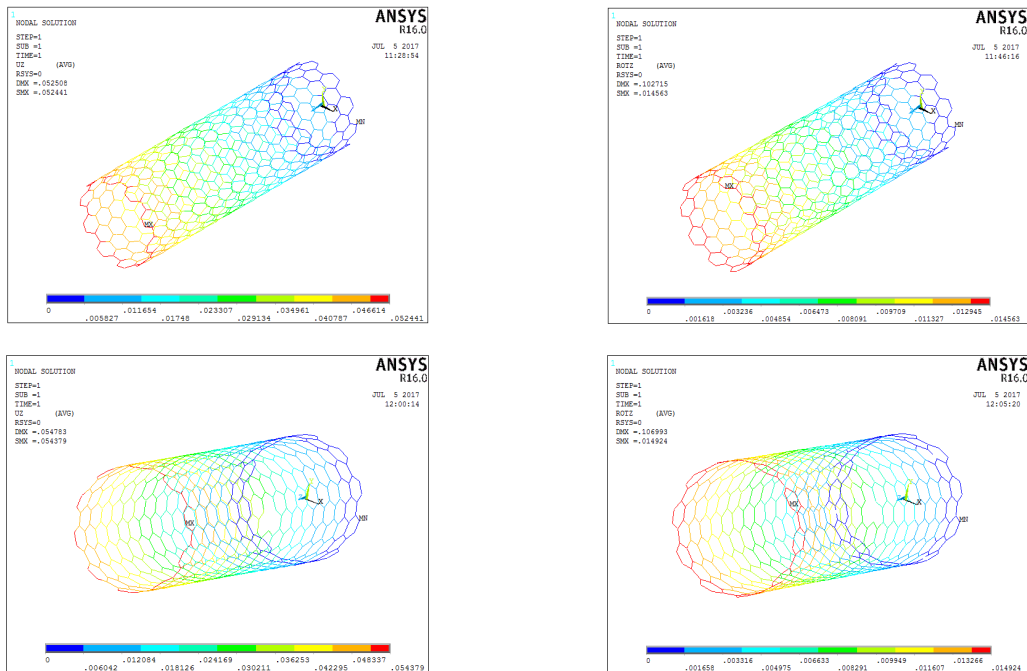 1
NODAL SOLUTION
STEP=1
SUB =1
TIME=1
UZ (AVG)
RSYS=0
DMX =.052508
SMX =.052441
ANSYS
R16.0
JUL 5 2017
11:28:54
X
MN
MX
0 .011654 .023307 .034961 .046614
.005827 .01748 .029134 .040787 .052441
1
NODAL SOLUTION
STEP=1
SUB =1
TIME=1
ROTZ (AVG)
RSYS=0
DMX =.102715
SMX =.014563
ANSYS
R16.0
JUL 5 2017
11:46:16
X
MN
MX
0 .003236 .006473 .009709 .012945
.001618 .004854 .008091 .011327 .014563
1
NODAL SOLUTION
STEP=1
SUB =1
TIME=1
UZ (AVG)
RSYS=0
DMX =.054783
SMX =.054379
ANSYS
R16.0
JUL 5 2017
12:00:14
X
MN
MX
0 .012084 .024169 .036253 .048337
.006042 .018126 .030211 .042295 .054379
1
NODAL SOLUTION
STEP=1
SUB =1
TIME=1
ROTZ (AVG)
RSYS=0
DMX =.106993
SMX =.014924
ANSYS
R16.0
JUL 5 2017
12:05:20
X
MN
MX
0 .003316 .006633 .009949 .013266
.001658 .004975 .008291 .011607 .014924